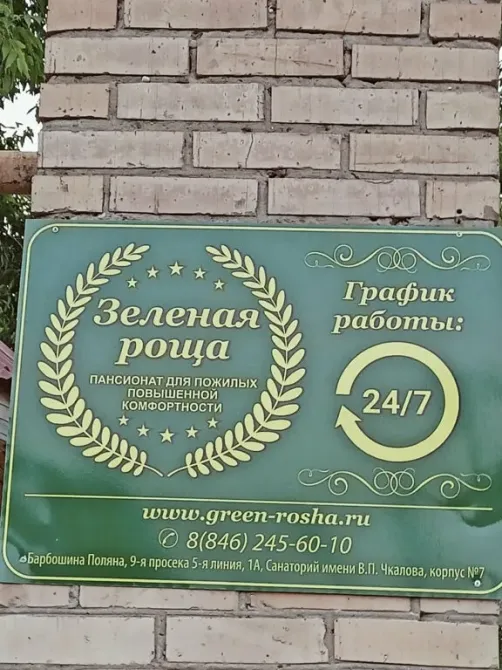 Зеленая
роща
ПАНСИОНАТ ДЛЯ ПОЖИЛЫХ
ПОВЫШЕННОЙ
КОМФОРТНОСТИ
График
работы:
24/7
www.green-rosha.ru
8(846) 245-60-10
Барбошина Поляна, 9-я просека 5-я линия, 1А, Санаторий имени В.П. Чкалова, корпус №7